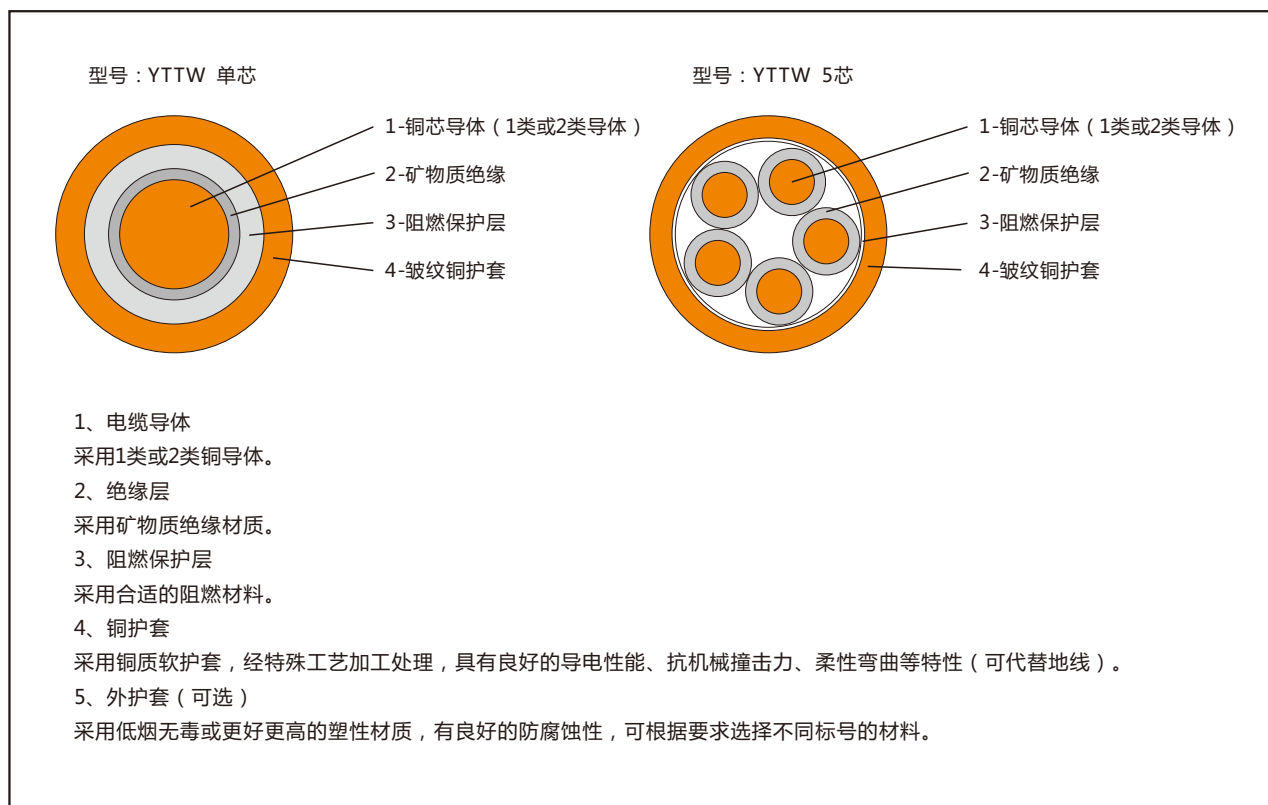 型号：YTTW 单芯
1-铜芯导体（1类或2类导体）
2-矿物质绝缘
3-阻燃保护层
4-皱纹铜护套
型号：YTTW 5芯
1-铜芯导体（1类或2类导体）
2-矿物质绝缘
3-阻燃保护层
4-皱纹铜护套
1、电缆导体
采用1类或2类铜导体。
2、绝缘层
采用矿物质绝缘材质。
3、阻燃保护层
采用合适的阻燃材料。
4、铜护套
采用铜质软护套，经特殊工艺加工处理，具有良好的导电性能、抗机械撞击力、柔性弯曲等特性（可代替地线）。
5、外护套（可选）
采用低烟无毒或更好更高的塑性材质，有良好的防腐蚀性，可根据要求选择不同标号的材料。